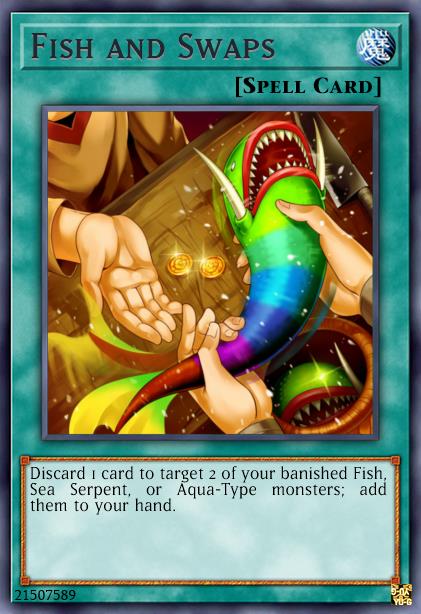 Fish and Swaps
魔
[Spell Card]
Discard 1 card to target 2 of your banished Fish,
Sea Serpent, or Aqua-Type monsters; add
them to your hand.
21507589